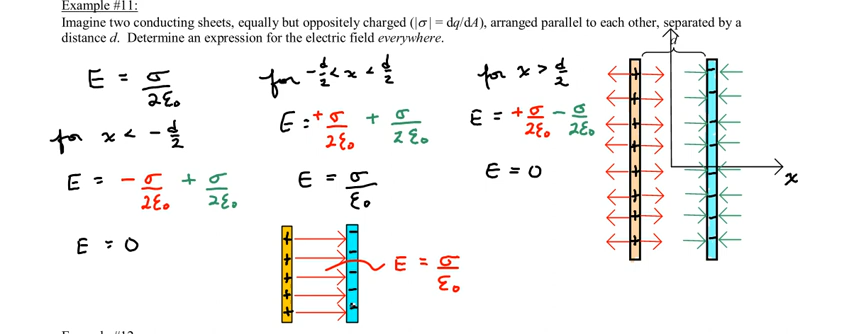 Example #11:
Imagine two conducting sheets, equally but oppositely charged (|σ| = dq/dA), arranged parallel to each other, separated by a
distance d. Determine an expression for the electric field everywhere.
E = σ/2ε₀
for x < -d/2
E = -σ/2ε₀ + σ/2ε₀
E = 0
for -d/2 < x < d/2
E = +σ/2ε₀ + σ/2ε₀
E = σ/ε₀
E = σ/ε₀
for x > d/2
E = +σ/2ε₀ - σ/2ε₀
E = 0
d
x